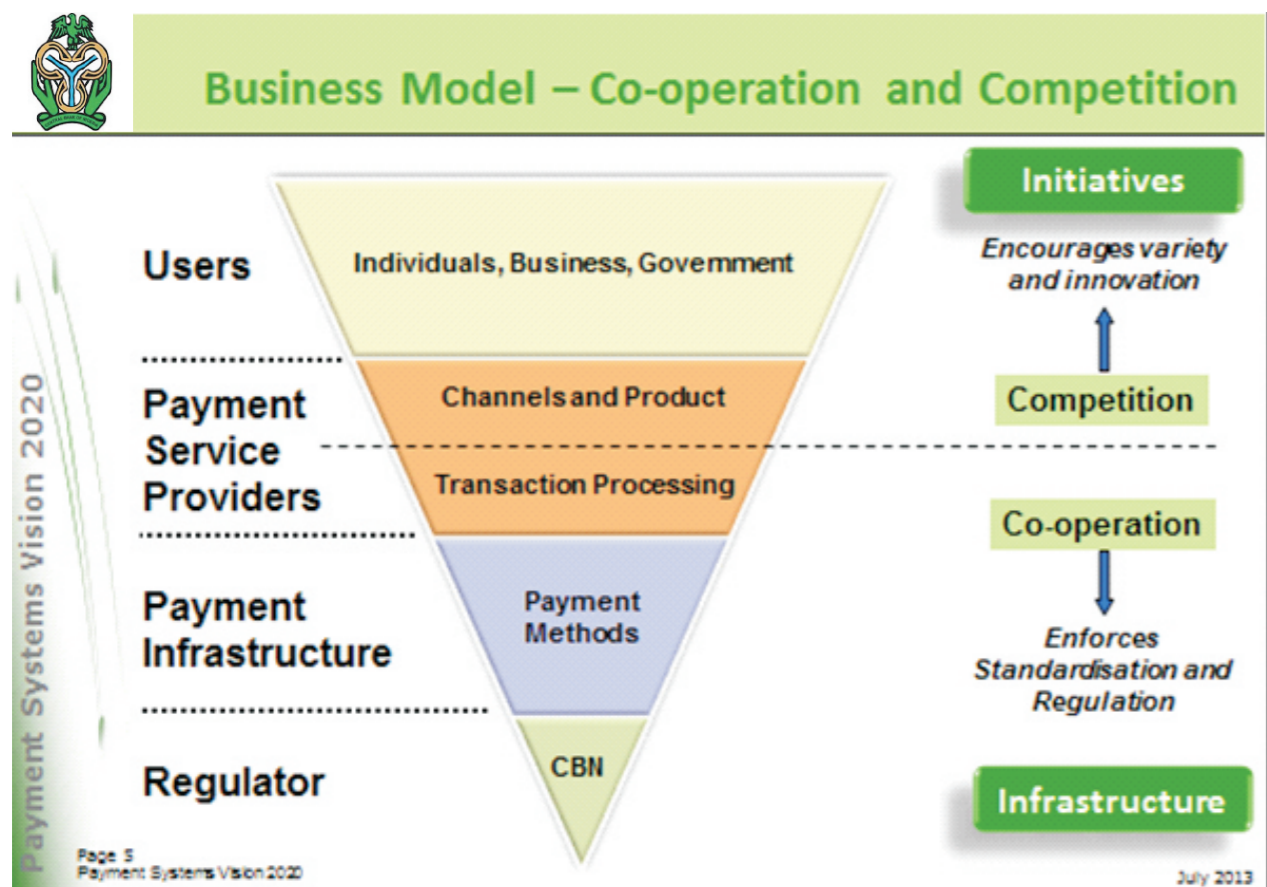 Business Model – Co-operation and Competition
Initiatives
Encourages variety
and innovation
Users
Individuals, Business, Government
Payment
Service
Providers
Channels and Product
Competition
Transaction Processing
Co-operation
Payment
Infrastructure
Payment
Methods
Enforces
Standardisation and
Regulation
Regulator
CBN
Infrastructure
Payment Systems Vision 2020
Page 5
Payment Systems Vision 2020
July 2013